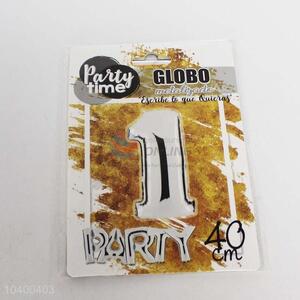 Party
time
GLOBO
metalizado
"Escribe lo que Quieras"
1
PARTY
40
cm
10400403